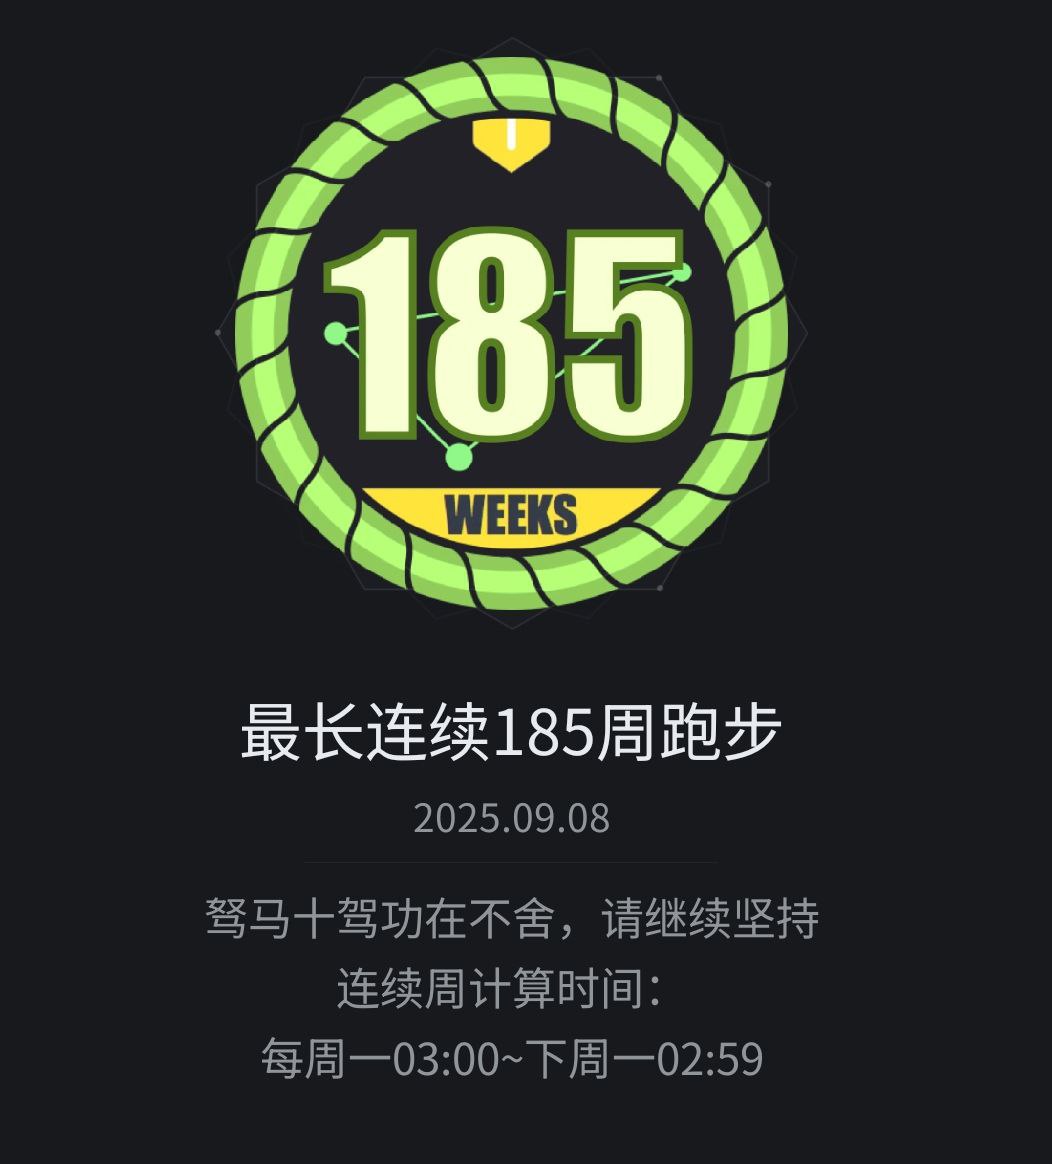 185
WEEKS
最长连续185周跑步
2025.09.08
驽马十驾功在不舍，请继续坚持
连续周计算时间：
每周一03:00~下周一02:59